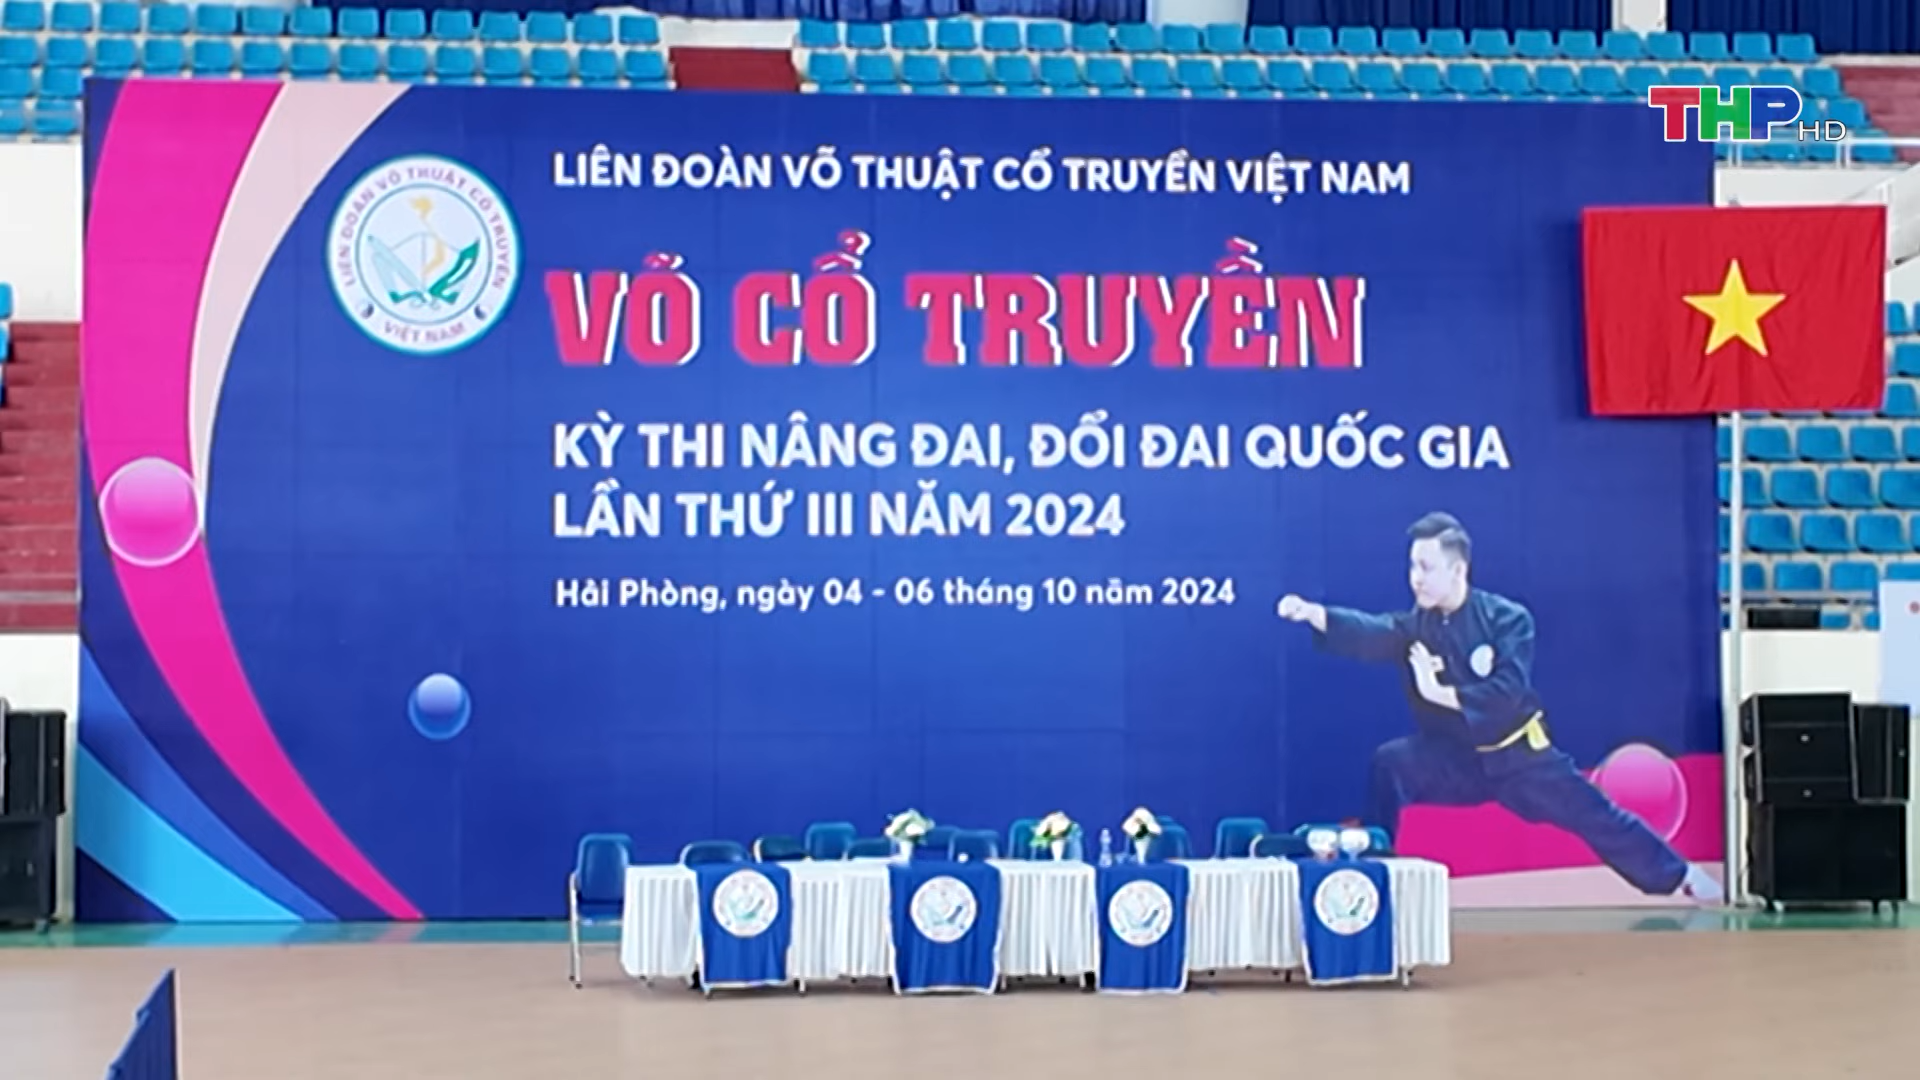 THP HD
LIÊN ĐOÀN VÕ THUẬT CỔ TRUYỀN VIỆT NAM
LIÊN ĐOÀN VÕ THUẬT CỔ TRUYỀN
VIỆT NAM
VÕ CỔ TRUYỀN
KỲ THI NÂNG ĐAI, ĐỔI ĐAI QUỐC GIA
LẦN THỨ III NĂM 2024
Hải Phòng, ngày 04 - 06 tháng 10 năm 2024